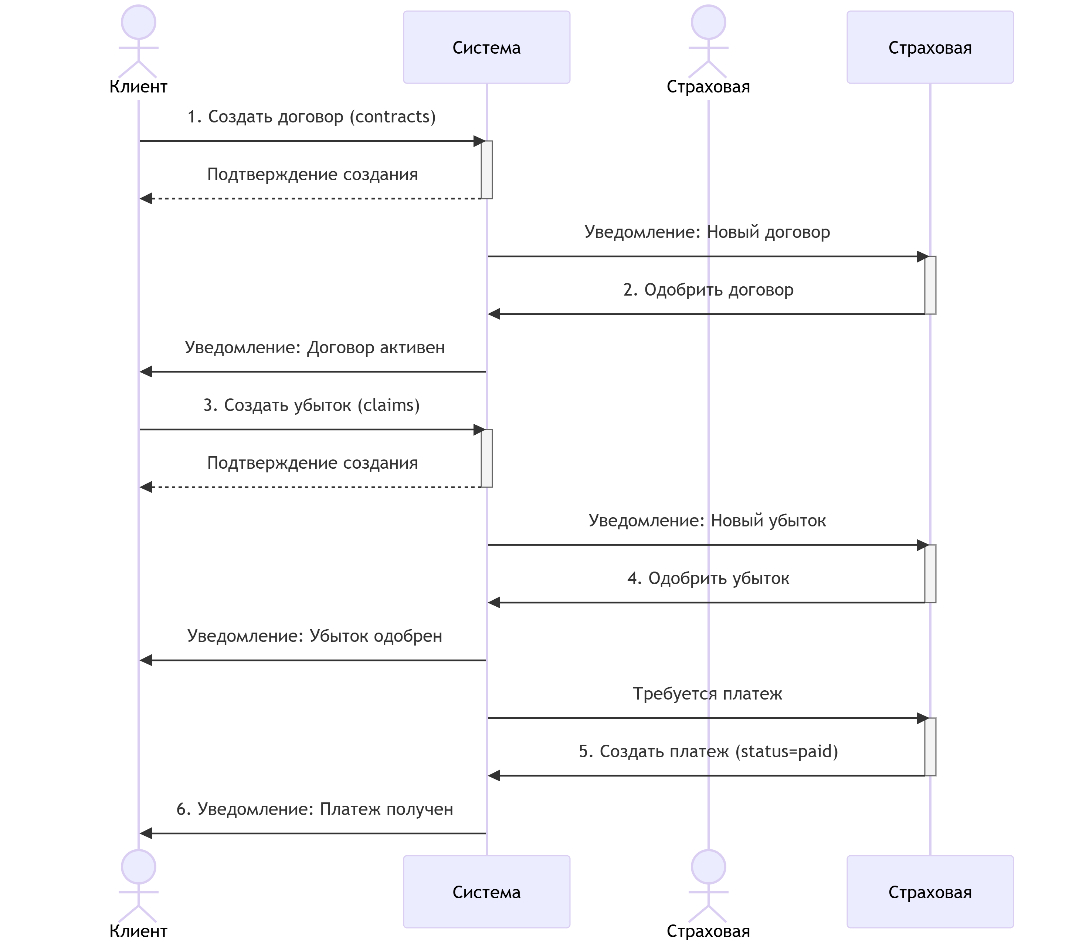 Клиент
Система
Страховая
Страховая
1. Создать договор (contracts)
Подтверждение создания
Уведомление: Новый договор
2. Одобрить договор
Уведомление: Договор активен
3. Создать убыток (claims)
Подтверждение создания
Уведомление: Новый убыток
4. Одобрить убыток
Уведомление: Убыток одобрен
Требуется платеж
5. Создать платеж (status=paid)
6. Уведомление: Платеж получен
Клиент
Система
Страховая
Страховая